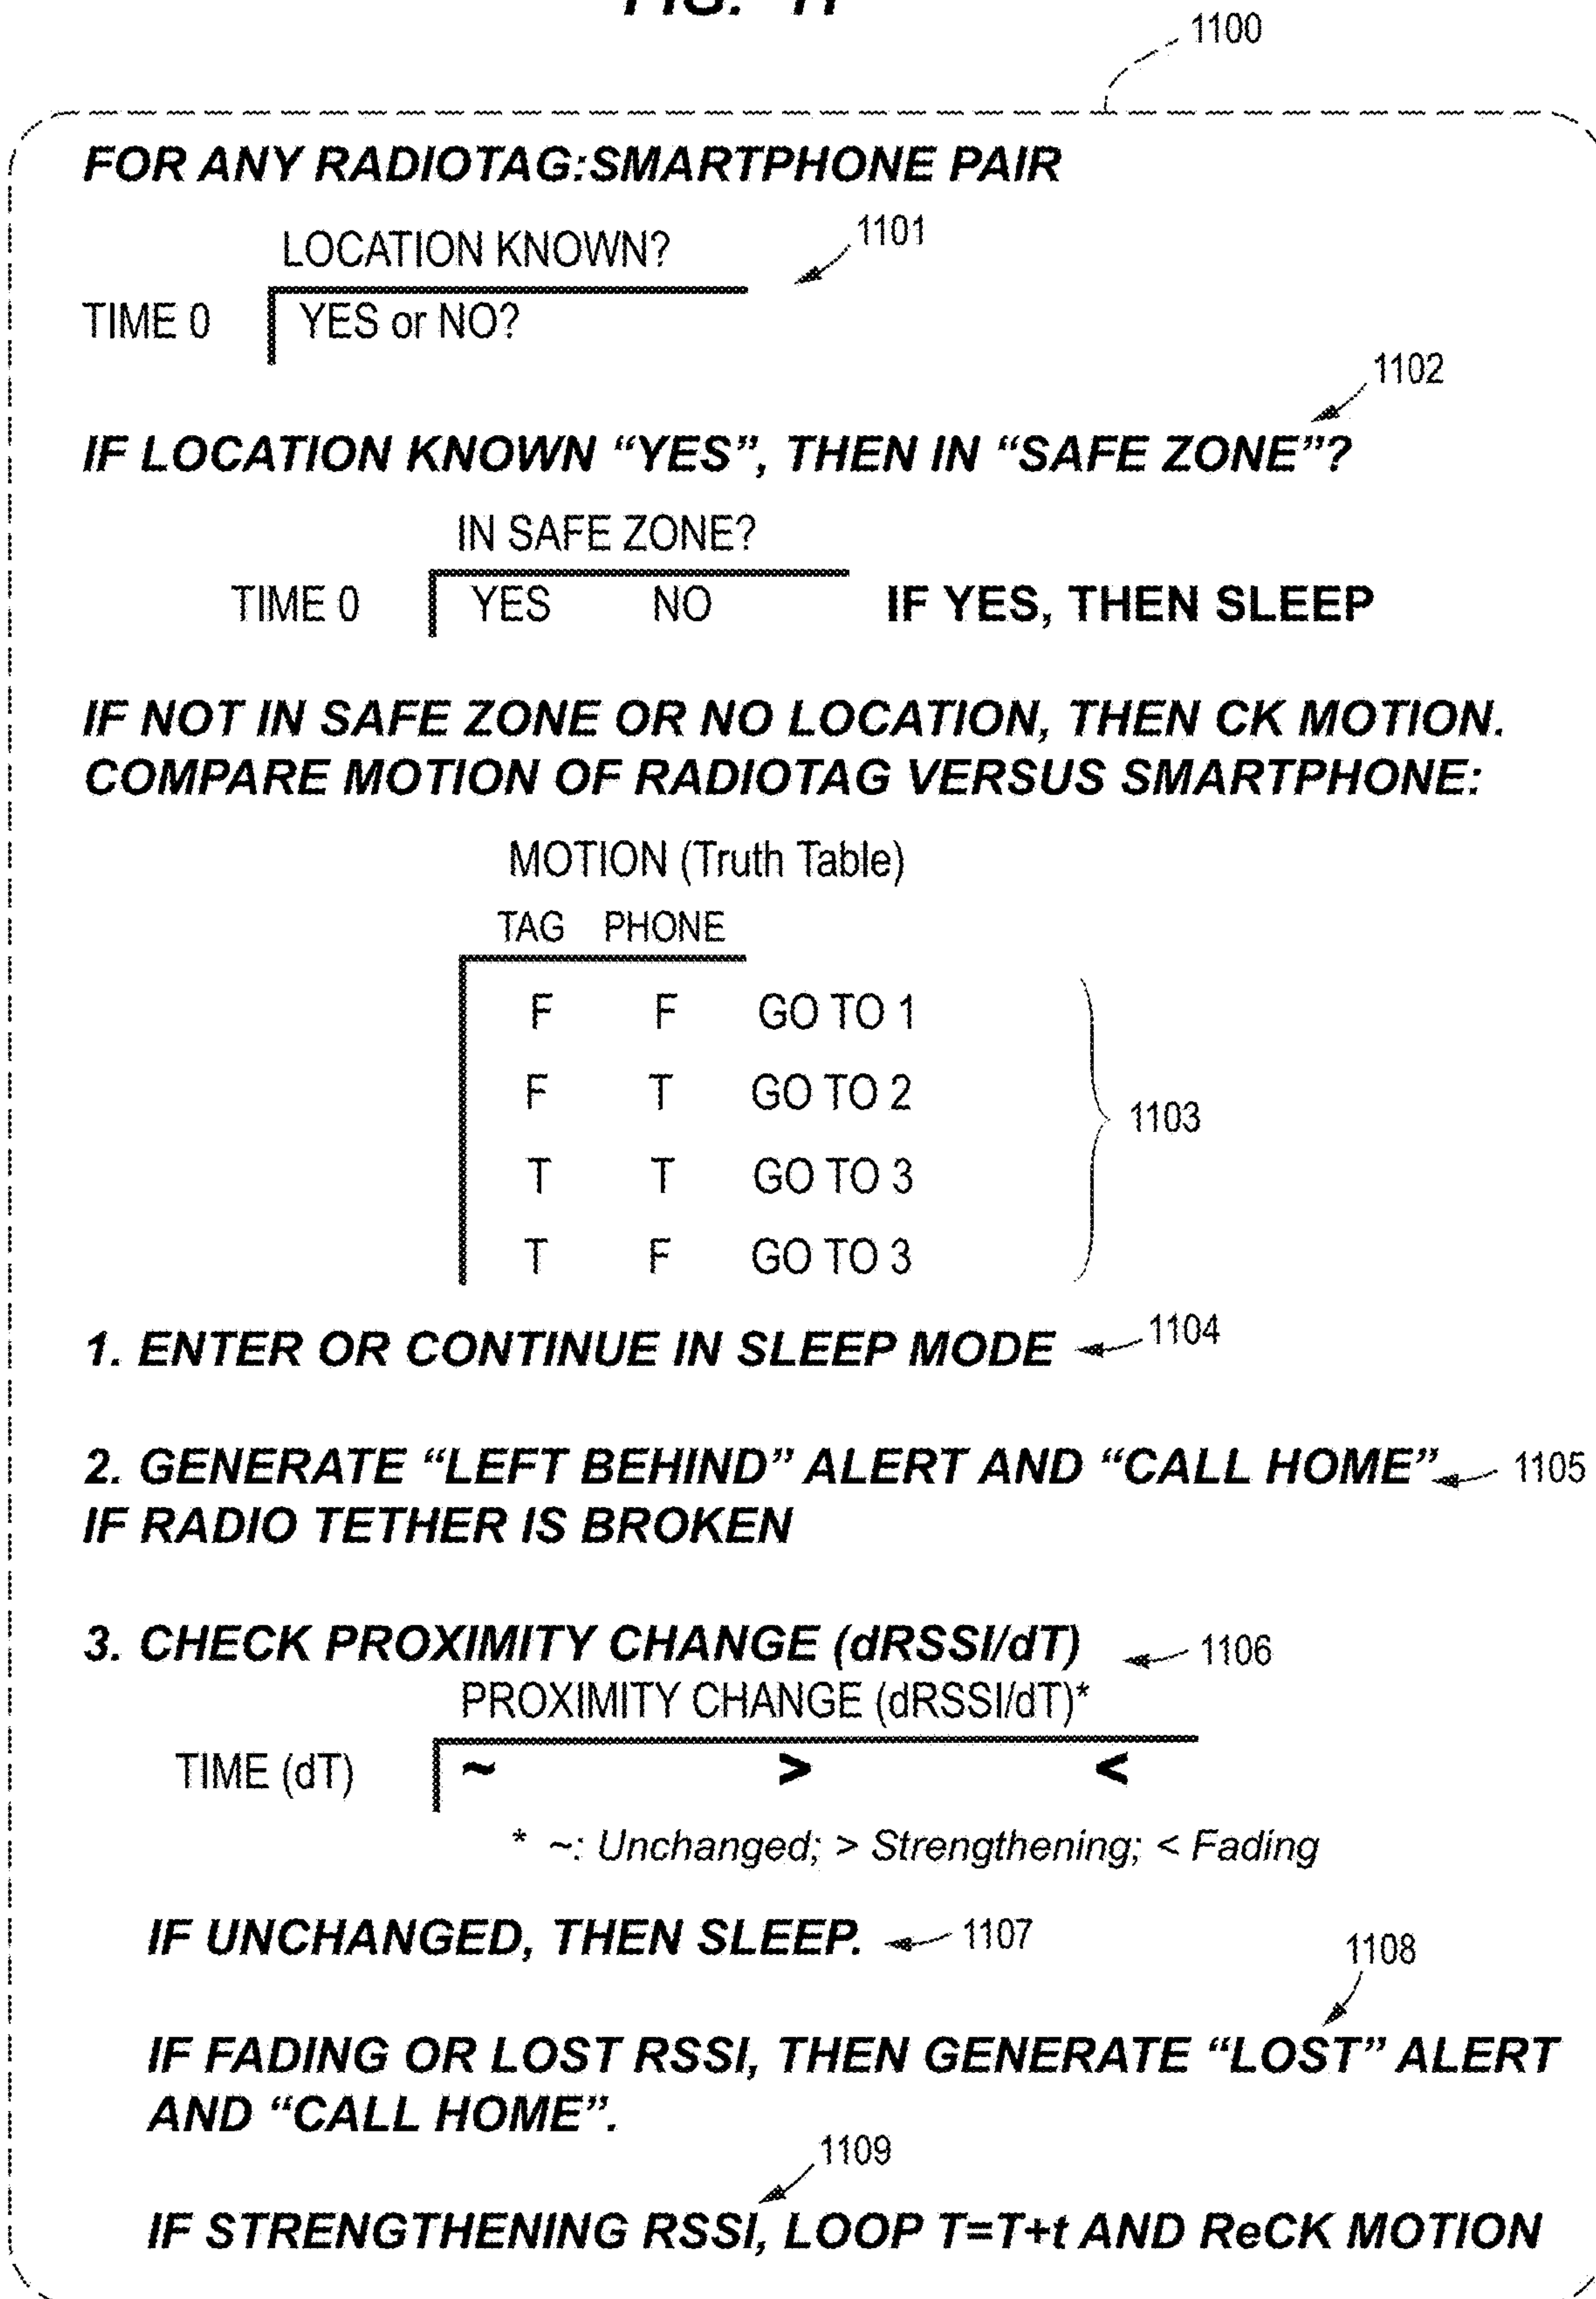 1100
FOR ANY RADIOTAG:SMARTPHONE PAIR
LOCATION KNOWN?
1101
TIME 0 YES or NO?
1102
IF LOCATION KNOWN “YES”, THEN IN “SAFE ZONE”?
IN SAFE ZONE?
TIME 0 YES NO IF YES, THEN SLEEP
IF NOT IN SAFE ZONE OR NO LOCATION, THEN CK MOTION.
COMPARE MOTION OF RADIOTAG VERSUS SMARTPHONE:
MOTION (Truth Table)
TAG PHONE
F F GO TO 1
F T GO TO 2
1103
T T GO TO 3
T F GO TO 3
1. ENTER OR CONTINUE IN SLEEP MODE 1104
2. GENERATE “LEFT BEHIND” ALERT AND “CALL HOME” 1105
IF RADIO TETHER IS BROKEN
3. CHECK PROXIMITY CHANGE (dRSSI/dT) 1106
PROXIMITY CHANGE (dRSSI/dT)*
TIME (dT) ~ > <
* ~: Unchanged; > Strengthening; < Fading
IF UNCHANGED, THEN SLEEP. 1107
1108
IF FADING OR LOST RSSI, THEN GENERATE “LOST” ALERT
AND “CALL HOME”.
1109
IF STRENGTHENING RSSI, LOOP T=T+t AND ReCK MOTION